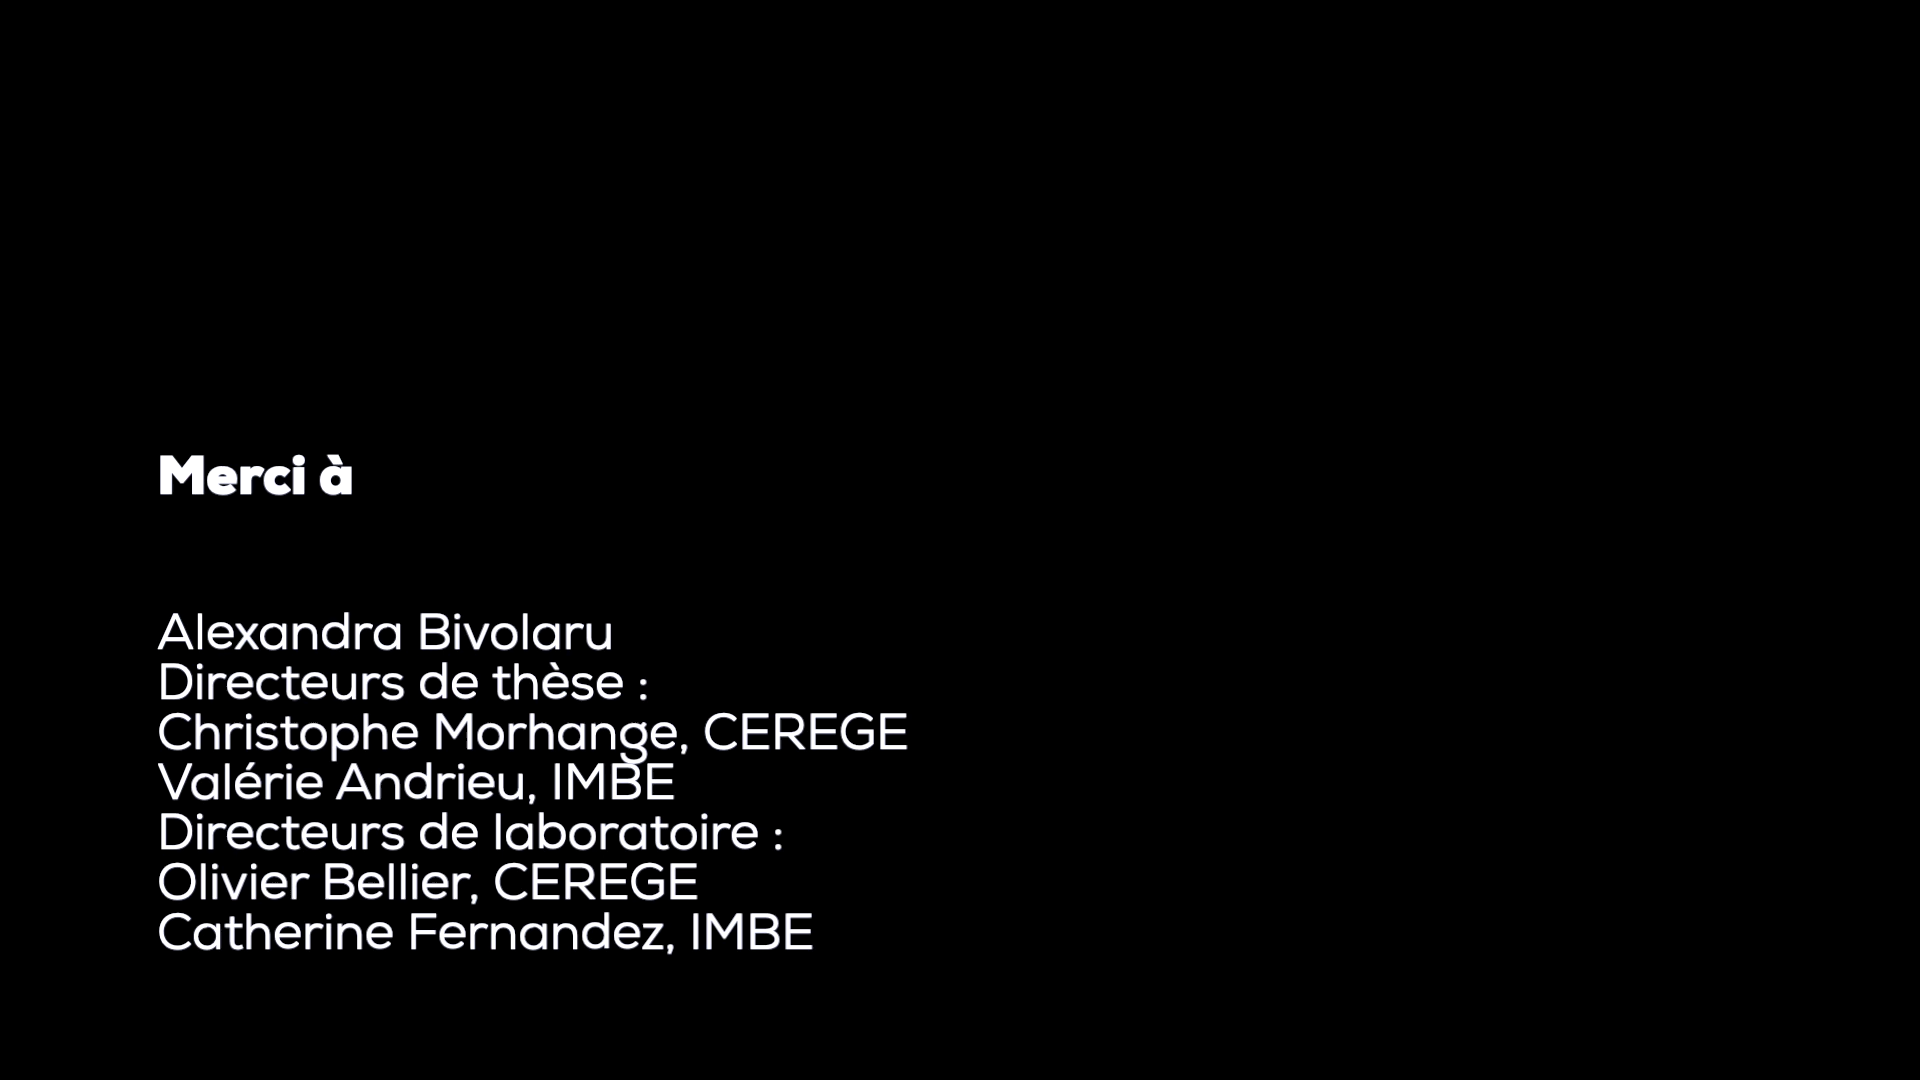 Merci à
Alexandra Bivolaru
Directeurs de thèse :
Christophe Morhange, CEREGE
Valérie Andrieu, IMBE
Directeurs de laboratoire :
Olivier Bellier, CEREGE
Catherine Fernandez, IMBE